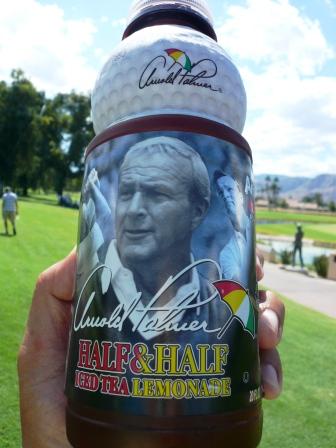 Arnold Palmer
Arnold Palmer
HALF & HALF
ICED TEA LEMONADE